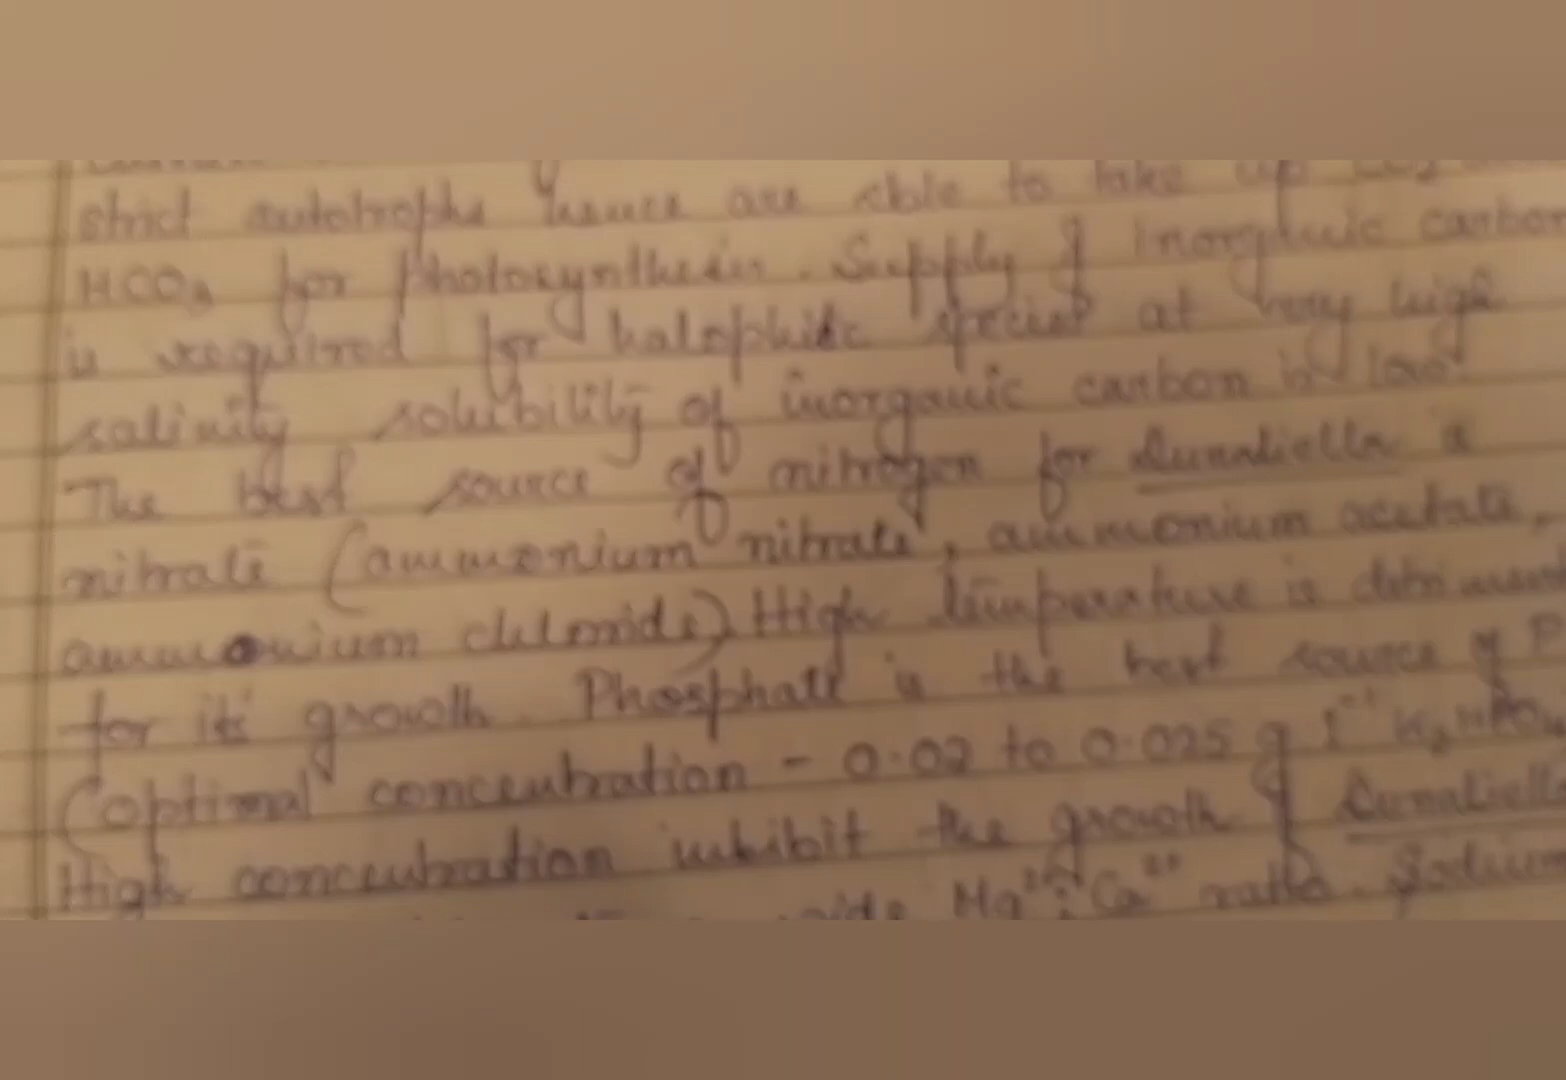 strict autotrophs hence are able to take up CO2
HCO3 for photosynthesis. Supply of inorganic carbon
is required for halophilic species at very high
salinity solubility of inorganic carbon is low
The best source of nitrogen for Dunaliella is
nitrate (ammonium nitrate, ammonium acetate,
ammonium chloride) High temperature is
for its growth. Phosphate is the best source of P
(optimal concentration - 0.02 to 0.025 g l⁻¹ K2HPO4
High concentration inhibit the growth of Dunaliella
Mg²⁺ : Ca²⁺ ratio. Sodium